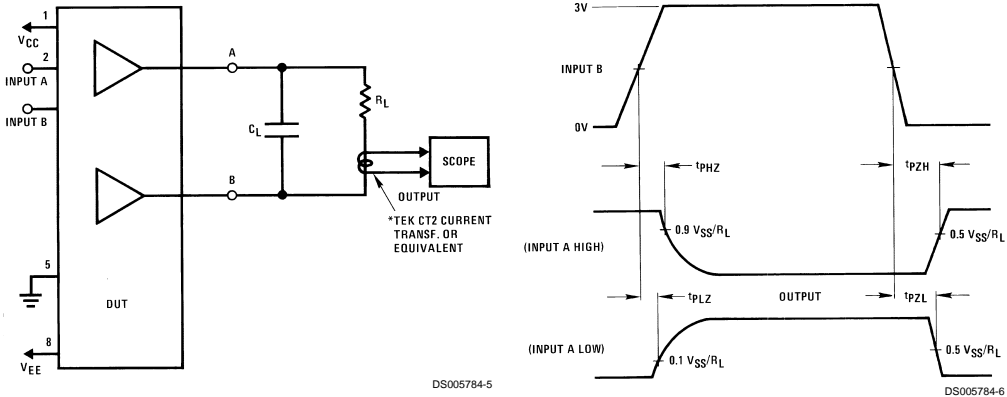 1
VCC
2
INPUT A
INPUT B
5
DUT
8
VEE
A
B
CL
RL
SCOPE
OUTPUT
*TEK CT2 CURRENT
TRANSF. OR
EQUIVALENT
DS005784-5
3V
INPUT B
0V
tPHZ
tPZH
(INPUT A HIGH)
0.9 VSS/RL
0.5 VSS/RL
tPLZ
OUTPUT
tPZL
(INPUT A LOW)
0.1 VSS/RL
0.5 VSS/RL
DS005784-6